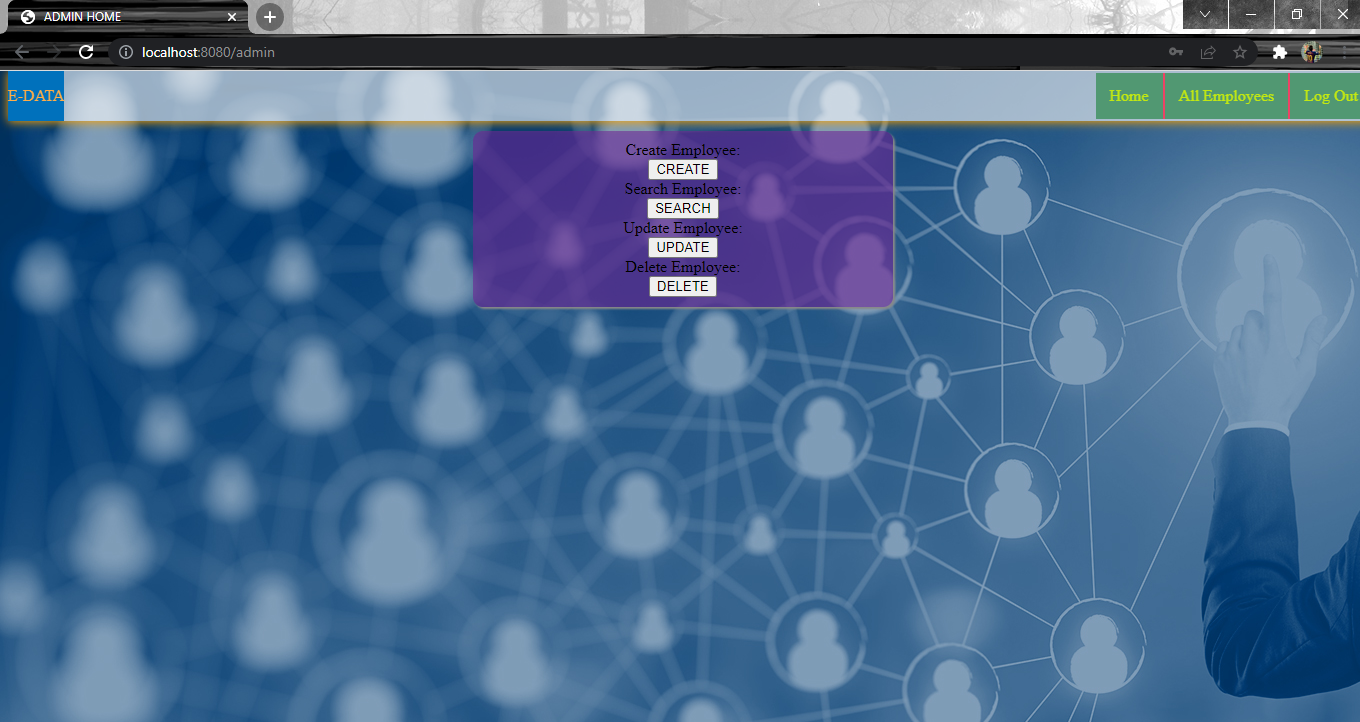 ADMIN HOME
localhost:8080/admin
E-DATA
Home
All Employees
Log Out
Create Employee:
CREATE
Search Employee:
SEARCH
Update Employee:
UPDATE
Delete Employee:
DELETE